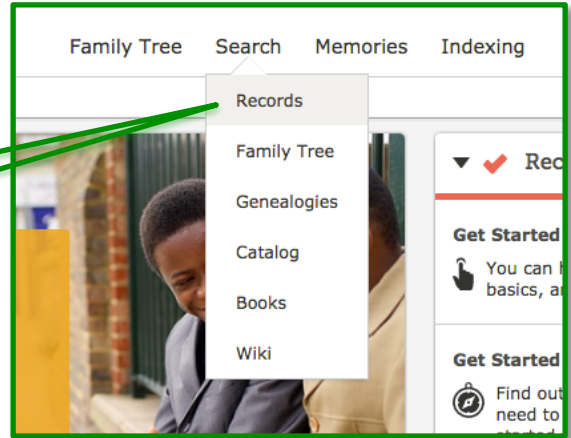 Family Tree Search Memories Indexing
Records
Family Tree
Genealogies
Catalog
Books
Wiki
Get Started
You can
basics,
Get Started
Find out
need to
started